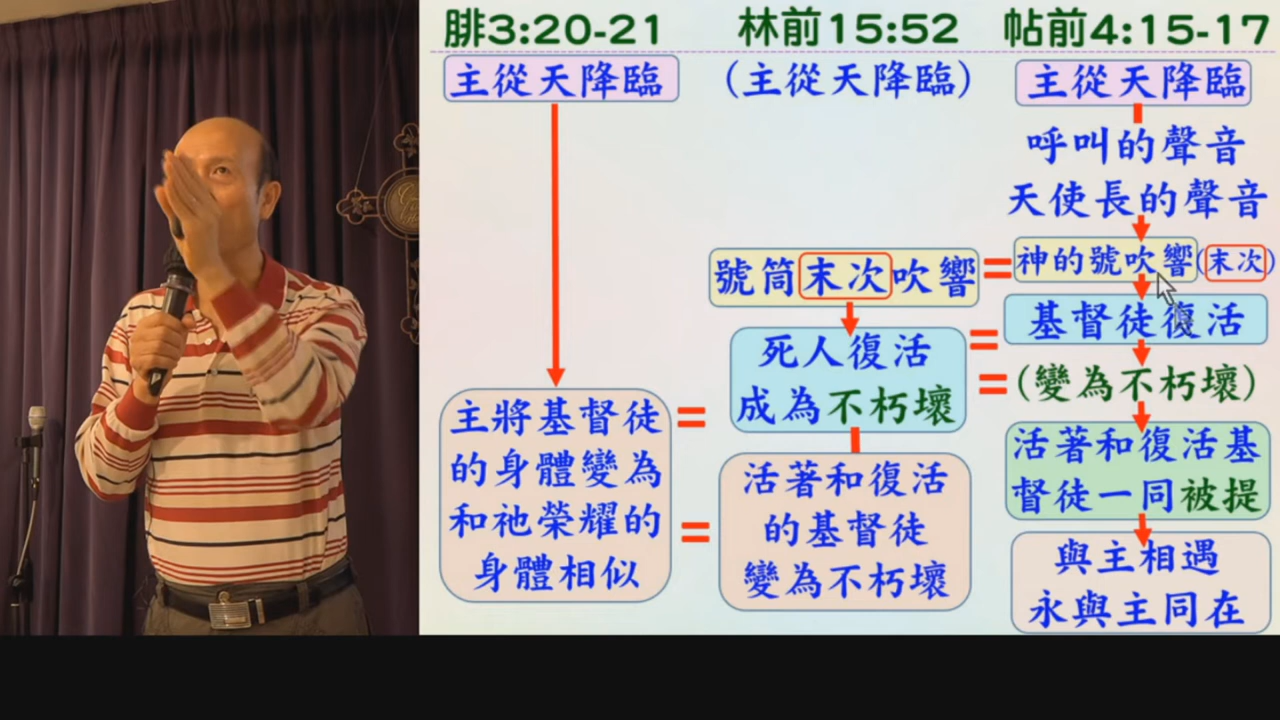 腓3:20-21
主從天降臨
主將基督徒
的身體變為
和祂榮耀的
身體相似
林前15:52
(主從天降臨)
號筒末次吹響
死人復活
成為不朽壞
活著和復活
的基督徒
變為不朽壞
帖前4:15-17
主從天降臨
呼叫的聲音
天使長的聲音
神的號吹響(末次)
基督徒復活
(變為不朽壞)
活著和復活基
督徒一同被提
與主相遇
永與主同在